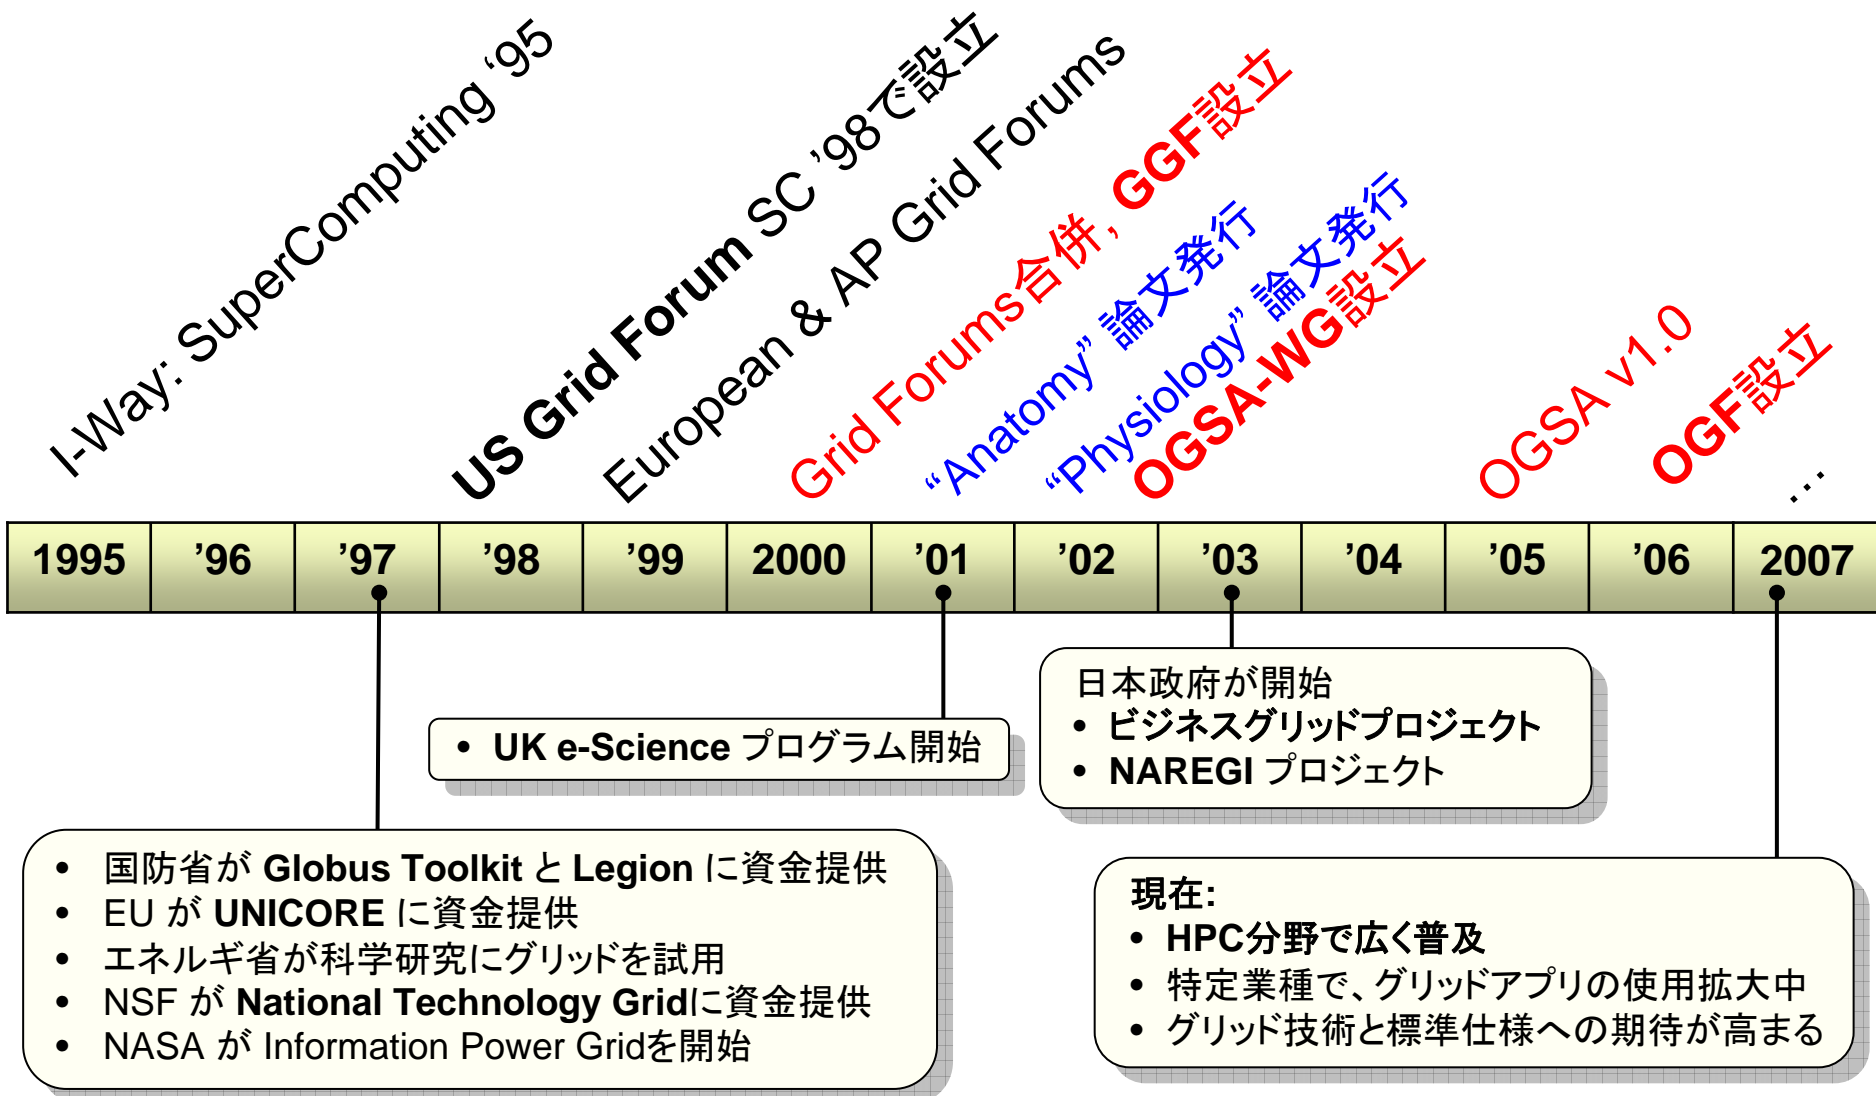 I-Way: SuperComputing ‘95
US Grid Forum SC ’98で設立
European & AP Grid Forums
Grid Forums合併, GGF設立
“Anatomy” 論文発行
“Physiology” 論文発行
OGSA-WG設立
OGSA v1.0
OGF設立
…
1995 ’96 ’97 ’98 ’99 2000 ’01 ’02 ’03 ’04 ’05 ’06 2007
日本政府が開始
• ビジネスグリッドプロジェクト
• NAREGI プロジェクト
• UK e-Science プログラム開始
• 国防省が Globus Toolkit と Legion に資金提供
• EU が UNICORE に資金提供
• エネルギ省が科学研究にグリッドを試用
• NSF が National Technology Gridに資金提供
• NASA が Information Power Gridを開始
現在:
• HPC分野で広く普及
• 特定業種で、グリッドアプリの使用拡大中
• グリッド技術と標準仕様への期待が高まる